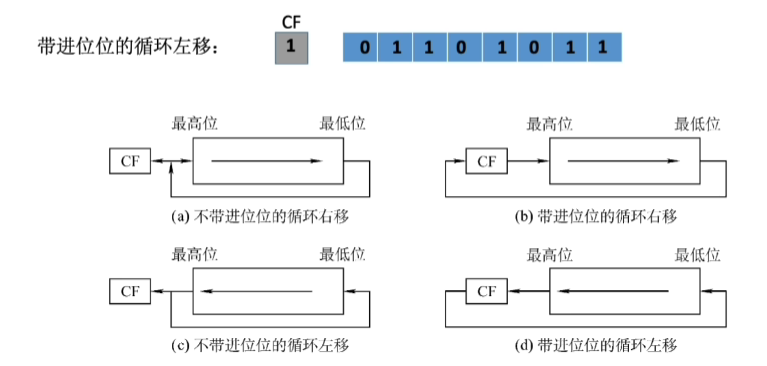 CF
带进位位的循环左移： 1 0 1 1 0 1 0 1 1
最高位 最低位 最高位 最低位
CF CF
(a) 不带进位位的循环右移 (b) 带进位位的循环右移
最高位 最低位 最高位 最低位
CF CF
(c) 不带进位位的循环左移 (d) 带进位位的循环左移